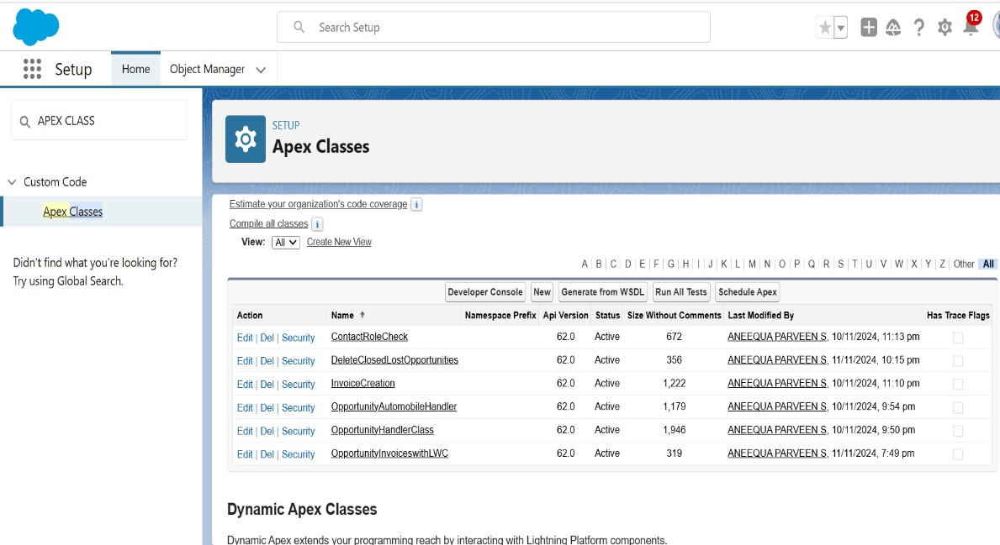 Search Setup
12
Setup
Home
Object Manager
APEX CLASS
Custom Code
Apex Classes
Didn't find what you're looking for?
Try using Global Search.
SETUP
Apex Classes
Estimate your organization's code coverage i
Compile all classes i
View: All Create New View
A | B | C | D | E | F | G | H | I | J | K | L | M | N | O | P | Q | R | S | T | U | V | W | X | Y | Z | Other All
Developer Console New Generate from WSDL Run All Tests Schedule Apex
Action Name ↑ Namespace Prefix Api Version Status Size Without Comments Last Modified By Has Trace Flags
Edit | Del | Security ContactRoleCheck 62.0 Active 672 ANEEQUA PARVEEN S, 10/11/2024, 11:13 pm
Edit | Del | Security DeleteClosedLostOpportunities 62.0 Active 356 ANEEQUA PARVEEN S, 11/11/2024, 10:15 pm
Edit | Del | Security InvoiceCreation 62.0 Active 1,222 ANEEQUA PARVEEN S, 10/11/2024, 11:10 pm
Edit | Del | Security OpportunityAutomobileHandler 62.0 Active 1,179 ANEEQUA PARVEEN S, 10/11/2024, 9:54 pm
Edit | Del | Security OpportunityHandlerClass 62.0 Active 1,946 ANEEQUA PARVEEN S, 10/11/2024, 9:50 pm
Edit | Del | Security OpportunityInvoiceswithLWC 62.0 Active 319 ANEEQUA PARVEEN S, 11/11/2024, 7:49 pm
Dynamic Apex Classes
Dynamic Apex extends your programming reach by interacting with Lightning Platform components.